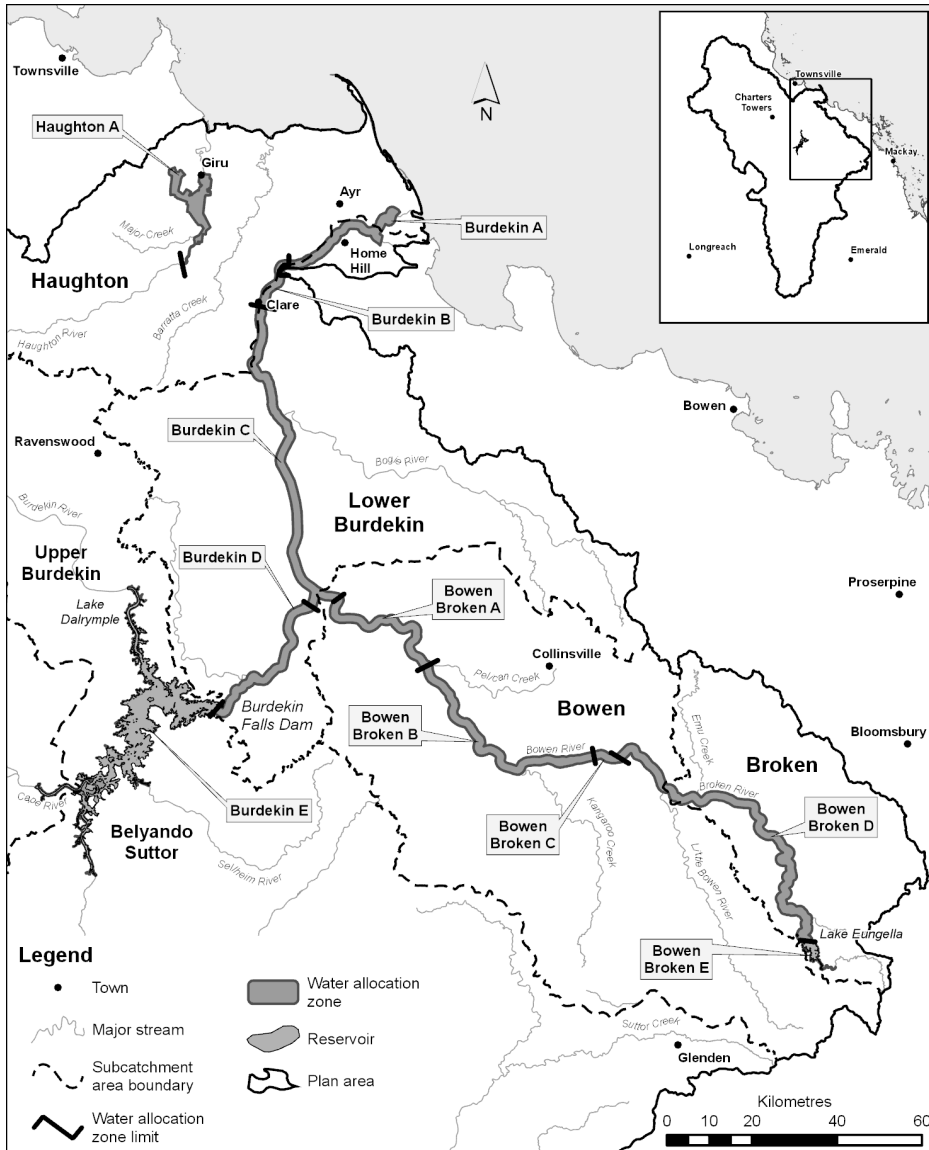 Townsville
Haughton A
Giru
N
Ayr
Burdekin A
Home
Hill
Major Creek
Haughton
Haughton River
Barratta Creek
Clare
Burdekin B
Townsville
Charters
Towers
Mackay
Longreach
Emerald
Bowen
Burdekin C
Ravenswood
Bogie River
Lower
Burdekin
Burdekin River
Upper
Burdekin
Burdekin D
Lake
Dalrymple
Bowen
Broken A
Proserpine
Collinsville
Pelican Creek
Burdekin
Falls Dam
Bowen
Bowen
Broken B
Bowen River
Emu Creek
Bloomsbury
Broken
Broken River
Cape River
Burdekin E
Belyando
Suttor
Sellheim River
Bowen
Broken C
Kangaroo Creek
Little Bowen River
Bowen
Broken D
Lake Eungella
Bowen
Broken E
Suttor Creek
Glenden
Legend
Town
Major stream
Subcatchment
area boundary
Water allocation
zone limit
Water allocation
zone
Reservoir
Plan area
Kilometres
0 5 10 20 40 60